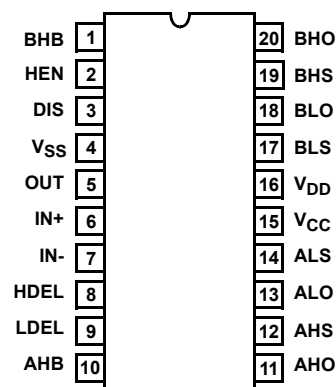 BHB 1 20 BHO
HEN 2 19 BHS
DIS 3 18 BLO
VSS 4 17 BLS
OUT 5 16 VDD
IN+ 6 15 VCC
IN- 7 14 ALS
HDEL 8 13 ALO
LDEL 9 12 AHS
AHB 10 11 AHO